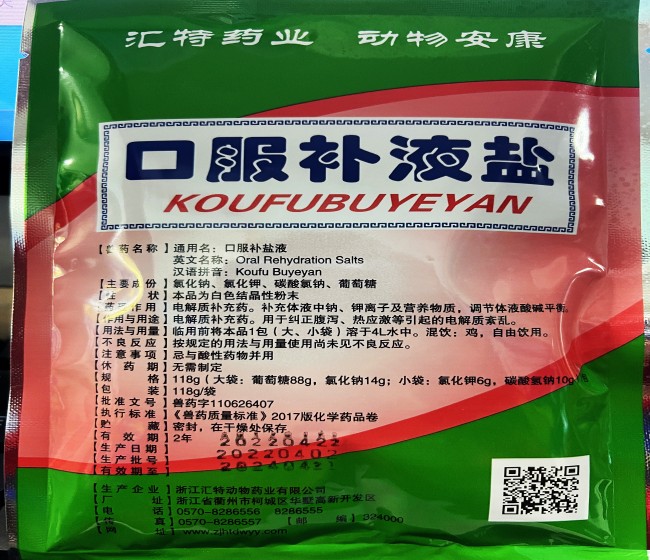 汇特药业 动物安康
口服补液盐
KOUFUBUYEYAN
【兽药名称】通用名：口服补盐液
英文名称：Oral Rehydration Salts
汉语拼音：Koufu Buyeyan
【主要成份】氯化钠、氯化钾、碳酸氢钠、葡萄糖
【性 状】本品为白色结晶性粉末
【药理作用】电解质补充药。补充体液中钠、钾离子及营养物质，调节体液酸碱平衡。
【作用与用途】电解质补充药。用于纠正腹泻、热应激等引起的电解质紊乱。
【用法与用量】临用前将本品1包（大、小袋）溶于4L水中。混饮：鸡，自由饮用。
【不良反应】按规定的用法与用量使用尚未见不良反应。
【注意事项】忌与酸性药物并用
【休 药 期】无需制定
【规 格】118g（大袋：葡萄糖88g，氯化钠14g；小袋：氯化钾6g，碳酸氢钠10g）
【包 装】118g/袋
【批准文号】兽药字110626407
【执行标准】《兽药质量标准》2017版化学药品卷
【贮 藏】密封，在干燥处保存
【有 效 期】2年
【生产日期】20220422
【生产批号】20220402
【有效期至】20240421
【生产企业】浙江汇特动物药业有限公司
【厂 址】浙江省衢州市柯城区华墅高新开发区
【电 话】0570-8286556 8286555
【传 真】0570-8286557 【邮 编】324000
【网 址】www.zjhtdwyy.com